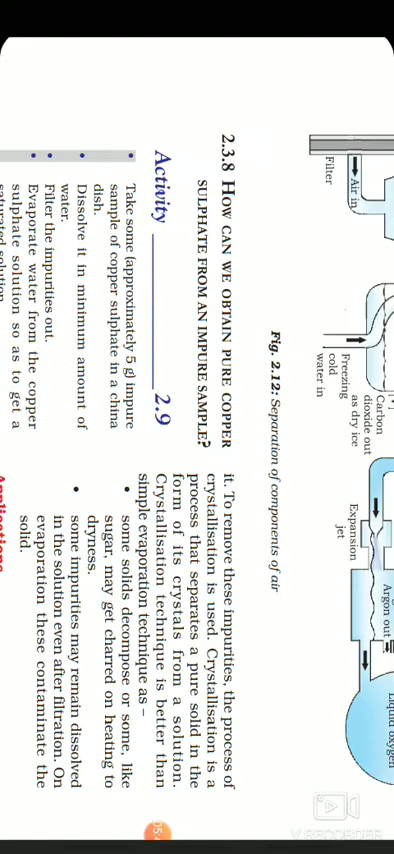 Filter
Air in
Freezing
cold
water in
Carbon
dioxide out
as dry ice
Expansion
jet
Argon out
Liquid oxygen
Fig. 2.12: Separation of components of air
2.3.8 HOW CAN WE OBTAIN PURE COPPER
SULPHATE FROM AN IMPURE SAMPLE?
Activity 2.9
• Take some (approximately 5 g) impure
sample of copper sulphate in a china
dish.
• Dissolve it in minimum amount of
water.
• Filter the impurities out.
• Evaporate water from the copper
sulphate solution so as to get a
saturated solution
it. To remove these impurities, the process of
crystallisation is used. Crystallisation is a
process that separates a pure solid in the
form of its crystals from a solution.
Crystallisation technique is better than
simple evaporation technique as –
• some solids decompose or some, like
sugar, may get charred on heating to
dryness.
• some impurities may remain dissolved
in the solution even after filtration. On
evaporation these contaminate the
solid.
Applications
V RECORDER